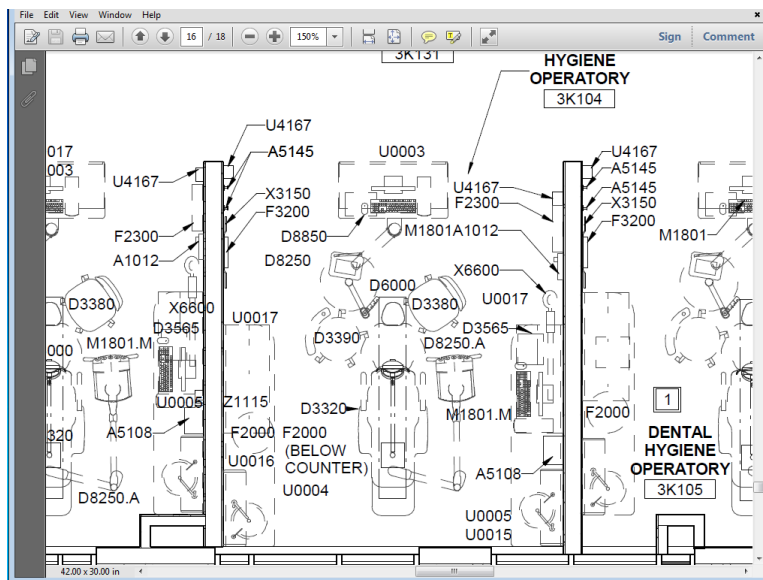 File Edit View Window Help
16 / 18 150% Sign Comment
3K131
HYGIENE
OPERATORY
3K104
U4167
A5145
U0003
U4167
A5145
A5145
X3150
F3200
017
003
U4167
X3150
F3200
U4167
F2300
F2300
A1012
D8850
D8250
M1801A1012
M1801
X6600
D3380
X6600
D6000
D3380
U0017
D3565
U0017
D3565
D3390
D8250.A
M1801.M
000
U0005
Z1115
D3320
M1801.M
F2000
1
320
A5108
F2000
F2000
(BELOW
COUNTER)
U0016
U0004
A5108
DENTAL
HYGIENE
OPERATORY
3K105
D8250.A
U0005
U0015
42.00 x 30.00 in